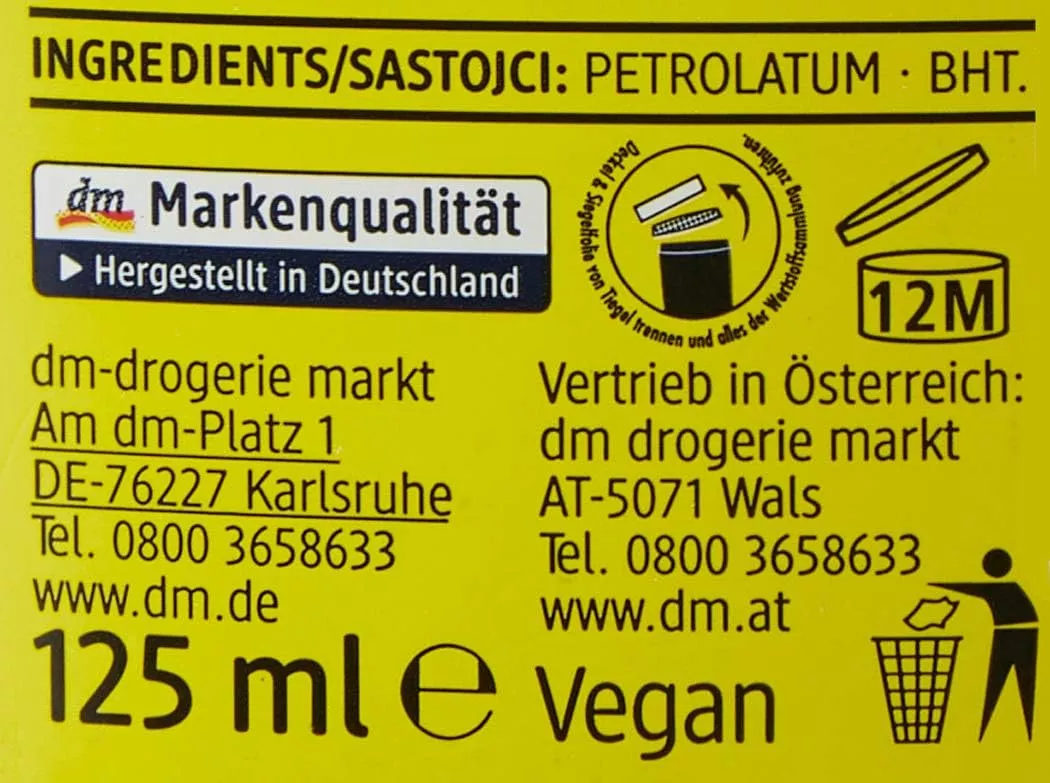 INGREDIENTS/SASTOJCI: PETROLATUM · BHT.
dm Markenqualität
Hergestellt in Deutschland
Deckel & Siegelfolie von Tiegel trennen und alles der Wertstoffsammlung zuführen.
12M
dm-drogerie markt
Am dm-Platz 1
DE-76227 Karlsruhe
Tel. 0800 3658633
www.dm.de
125 ml ℮
Vertrieb in Österreich:
dm drogerie markt
AT-5071 Wals
Tel. 0800 3658633
www.dm.at
Vegan